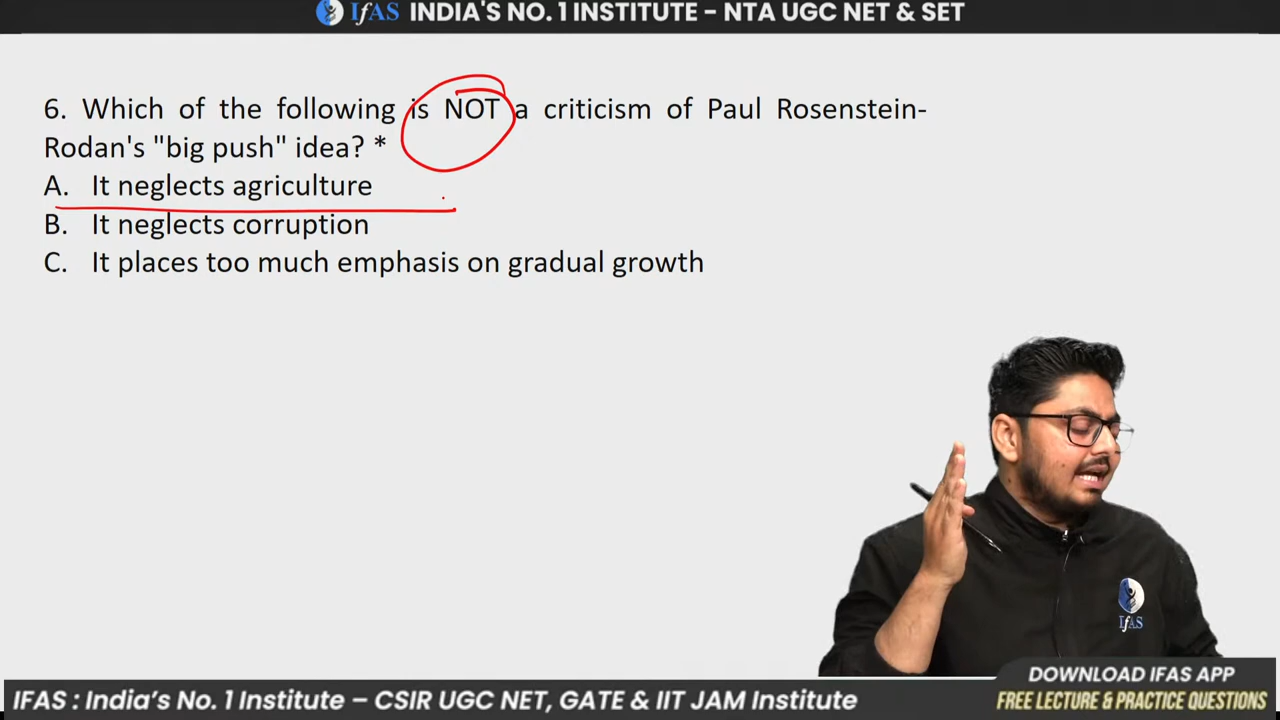 IFAS INDIA'S NO. 1 INSTITUTE – NTA UGC NET & SET
6. Which of the following is NOT a criticism of Paul Rosenstein-
Rodan's "big push" idea? *
A. It neglects agriculture
B. It neglects corruption
C. It places too much emphasis on gradual growth
IFAS
DOWNLOAD IFAS APP
IFAS : India's No. 1 Institute – CSIR UGC NET, GATE & IIT JAM Institute
FREE LECTURE & PRACTICE QUESTIONS